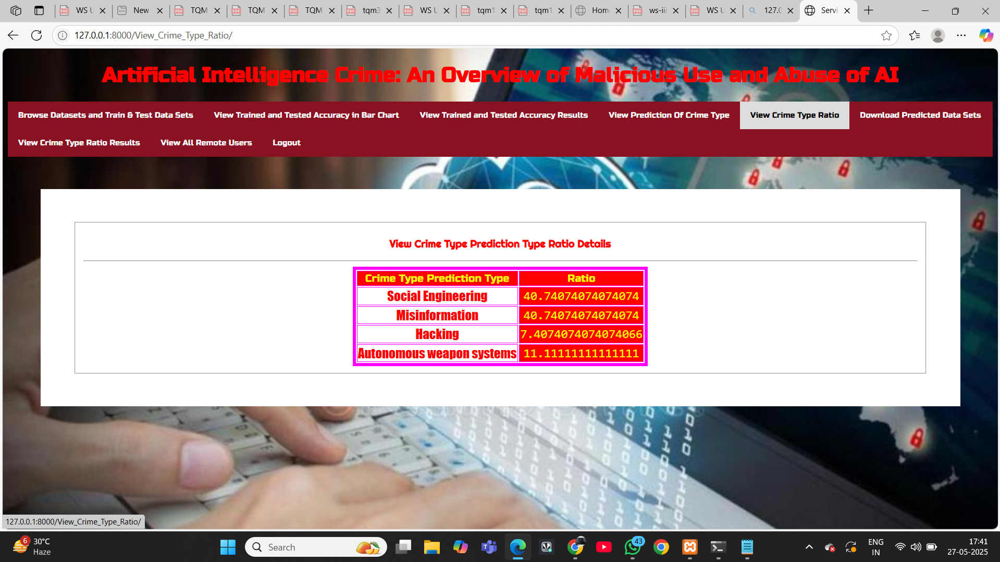 WS U
New
TQM
TQM
TQM
tqm3
WS U
tqm1
tqm1
Hom
ws-iii
WS U
127.0
Servi
127.0.0.1:8000/View_Crime_Type_Ratio/
Artificial Intelligence Crime: An Overview of Malicious Use and Abuse of AI
Browse Datasets and Train & Test Data Sets
View Trained and Tested Accuracy in Bar Chart
View Trained and Tested Accuracy Results
View Prediction Of Crime Type
View Crime Type Ratio
Download Predicted Data Sets
View Crime Type Ratio Results
View All Remote Users
Logout
View Crime Type Prediction Type Ratio Details
Crime Type Prediction Type Ratio
Social Engineering 40.74074074074074
Misinformation 40.74074074074074
Hacking 7.4074074074074066
Autonomous weapon systems 11.11111111111111
127.0.0.1:8000/View_Crime_Type_Ratio/
6
30°C
Haze
Search
43
ENG
IN
17:41
27-05-2025